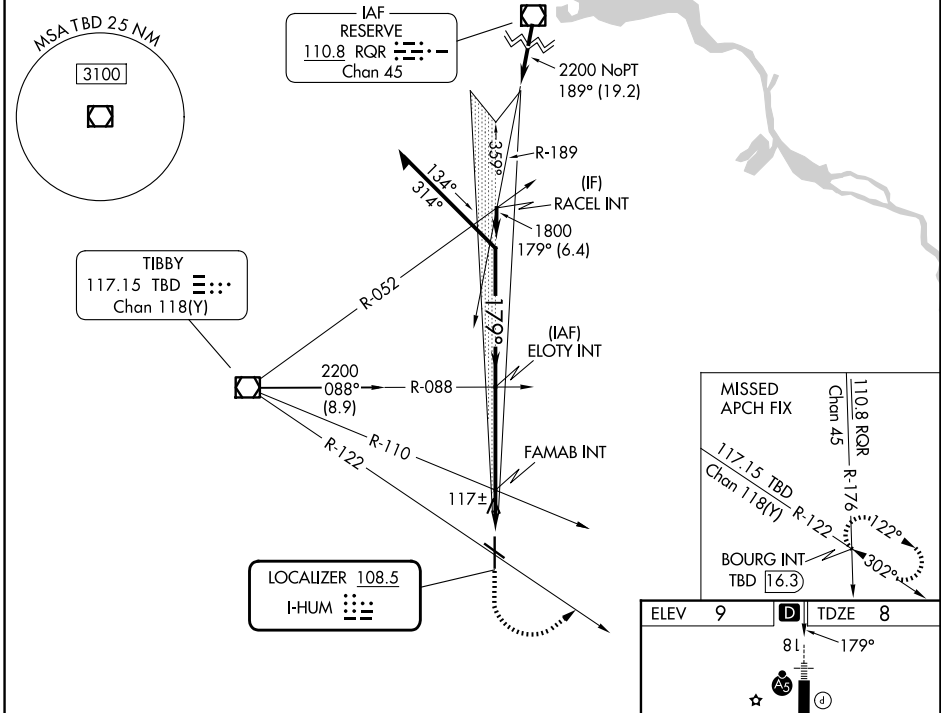 MSA TBD 25 NM
3100
IAF
RESERVE
110.8 RQR
Chan 45
2200 NoPT
189° (19.2)
359°
R-189
134°
314°
(IF)
RACEL INT
1800
179° (6.4)
TIBBY
117.15 TBD
Chan 118(Y)
R-052
179°
(IAF)
ELOTY INT
2200
088°
(8.9)
R-088
R-110
R-122
FAMAB INT
117±
LOCALIZER 108.5
I-HUM
MISSED
APCH FIX
110.8 RQR
Chan 45
R-176
117.15 TBD
Chan 118(Y)
R-122
122°
302°
BOURG INT
TBD 16.3
ELEV 9
D
TDZE 8
18
179°
A5
P